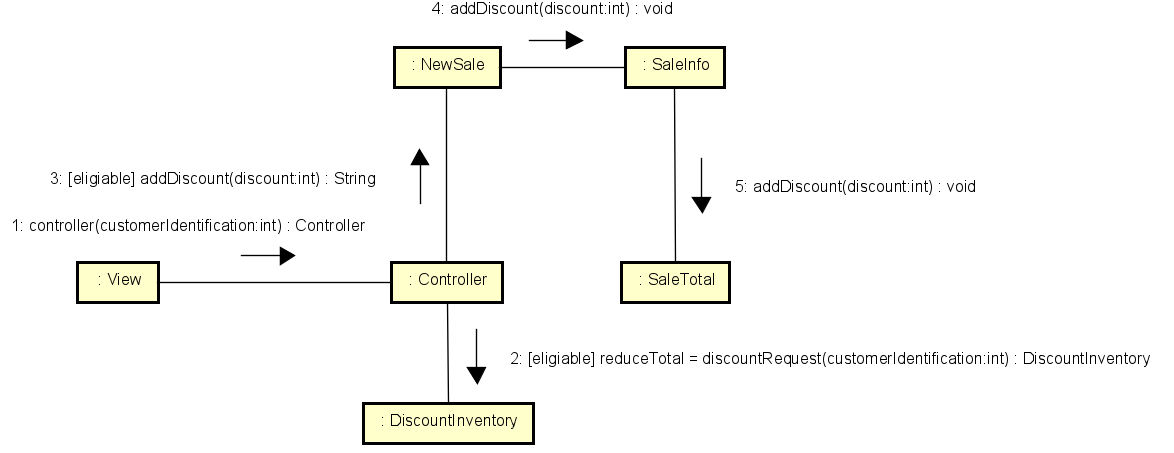 4: addDiscount(discount:int) : void
: NewSale
: SaleInfo
3: [eligiable] addDiscount(discount:int) : String
5: addDiscount(discount:int) : void
1: controller(customerIdentification:int) : Controller
: View
: Controller
: SaleTotal
2: [eligiable] reduceTotal = discountRequest(customerIdentification:int) : DiscountInventory
: DiscountInventory